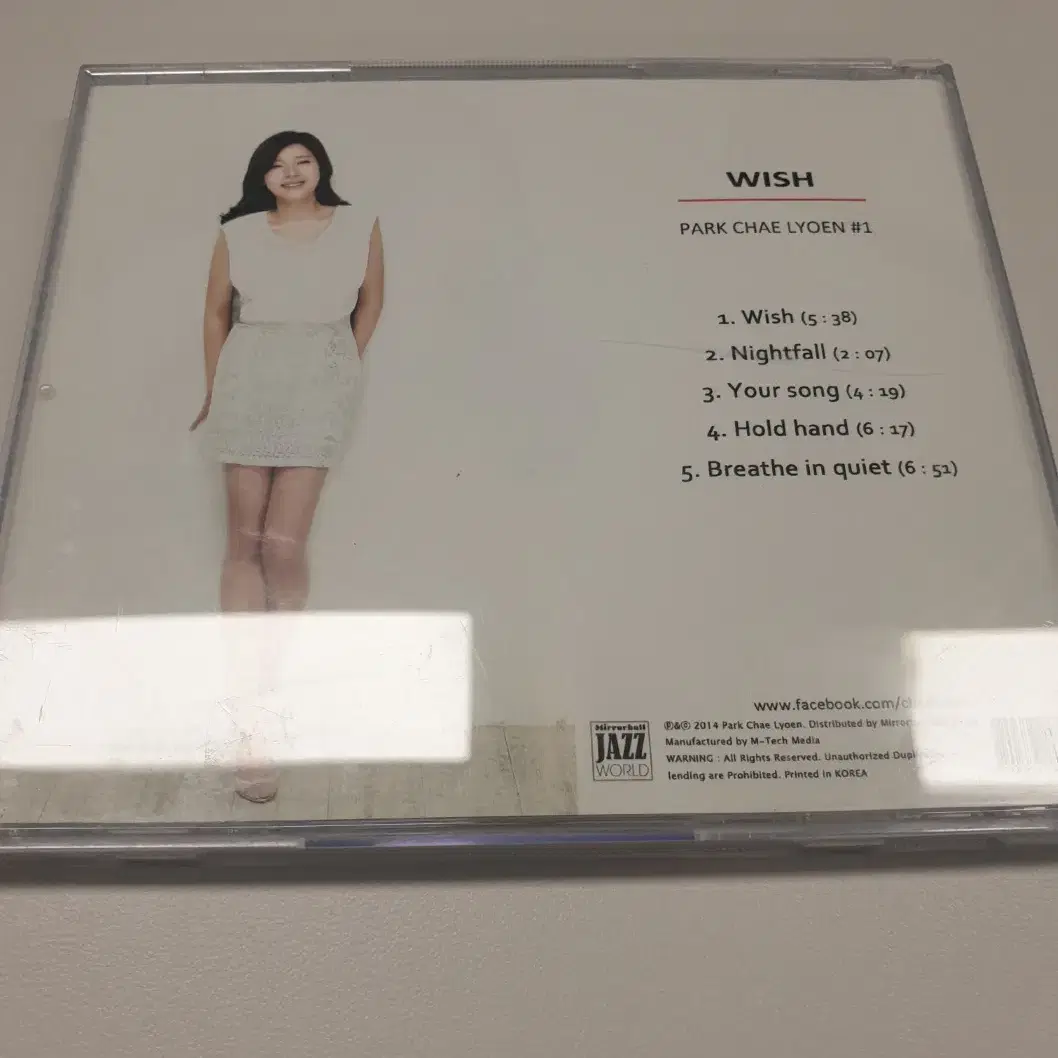 WISH
PARK CHAE LYOEN #1
1. Wish (5 : 38)
2. Nightfall (2 : 07)
3. Your song (4 : 19)
4. Hold hand (6 : 17)
5. Breathe in quiet (6 : 51)
www.facebook.com/
Mirrorball
JAZZ
WORLD
℗&© 2014 Park Chae Lyoen. Distributed by
Manufactured by M-Tech Media
WARNING : All Rights Reserved. Unauthorized
lending are Prohibited. Printed in KOREA